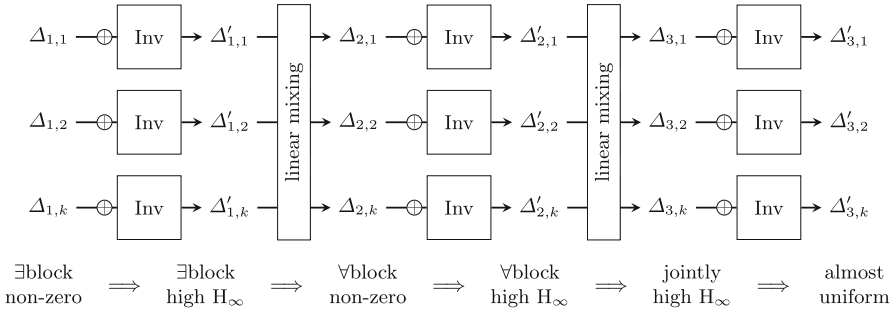 Δ₁,₁ Inv Δ′₁,₁ Δ₂,₁ Inv Δ′₂,₁ Δ₃,₁ Inv Δ′₃,₁
Δ₁,₂ Inv Δ′₁,₂ linear mixing Δ₂,₂ Inv Δ′₂,₂ linear mixing Δ₃,₂ Inv Δ′₃,₂
Δ₁,ₖ Inv Δ′₁,ₖ Δ₂,ₖ Inv Δ′₂,ₖ Δ₃,ₖ Inv Δ′₃,ₖ
∃block ∃block ∀block ∀block jointly almost
non-zero ⟹ high H∞ ⟹ non-zero ⟹ high H∞ ⟹ high H∞ ⟹ uniform